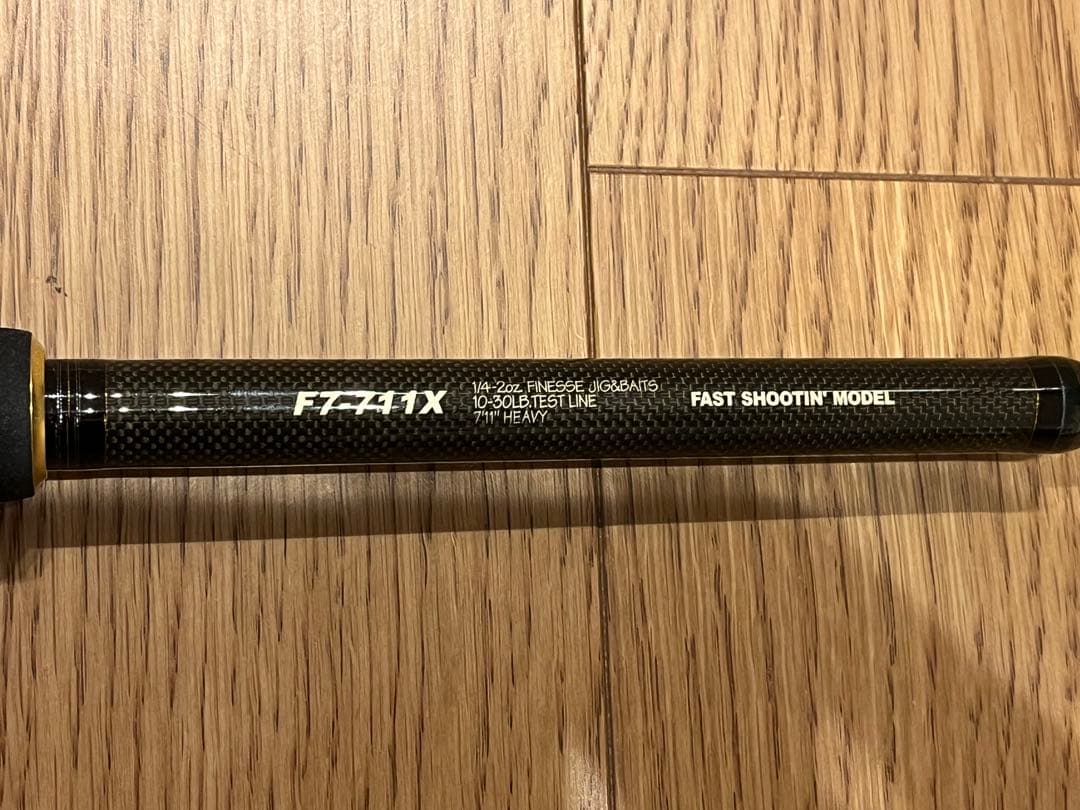 F7-711X
1/4-2oz. FINESSE JIG&BAITS
10-30LB.TEST LINE
7'11" HEAVY
FAST SHOOTIN' MODEL